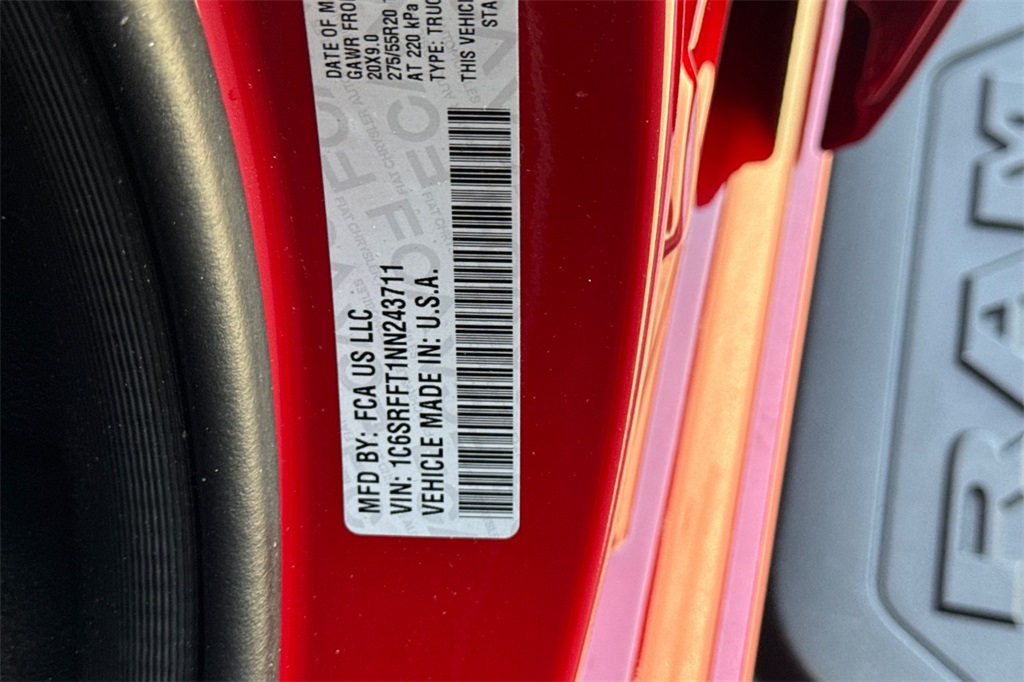 MFD BY: FCA US LLC
VIN: 1C6SRFFT1NN243711
VEHICLE MADE IN: U.S.A.
DATE OF M
GAWR FRO
20X9.0
275/55R20
AT 220 kPa
TYPE: TRUC
THIS VEHIC
STA
RAM